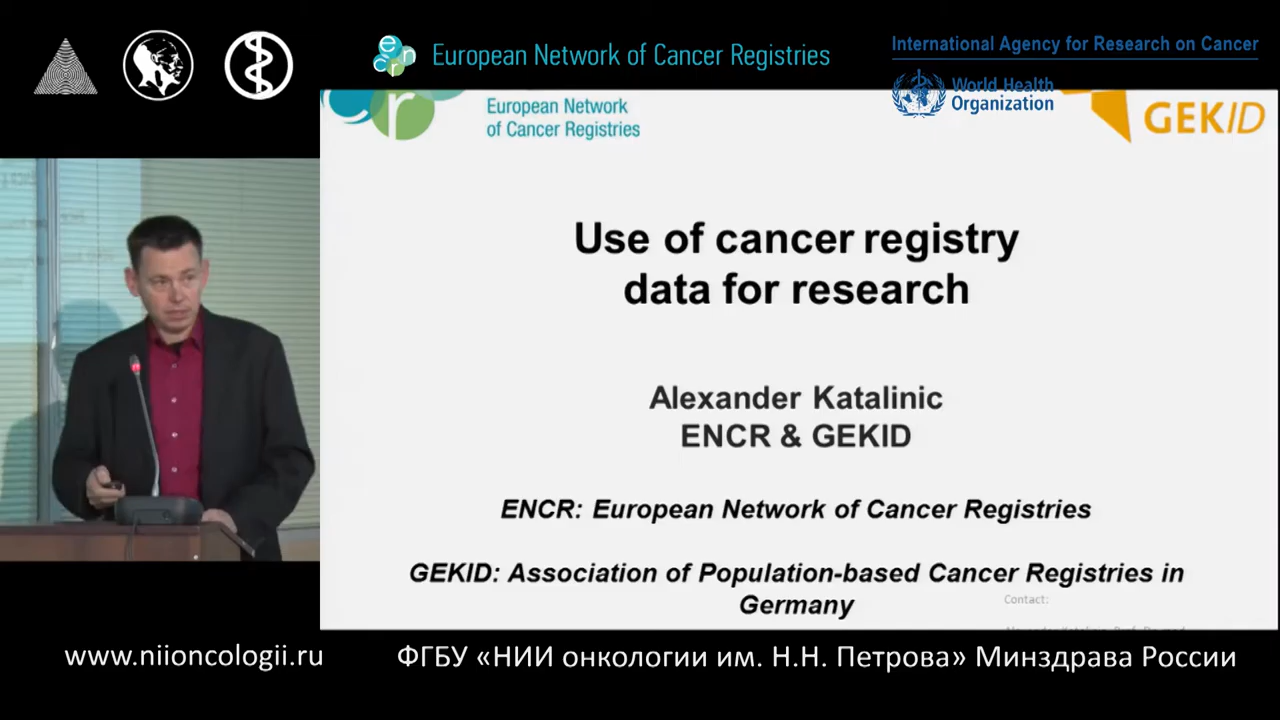 European Network of Cancer Registries
International Agency for Research on Cancer
World Health
Organization
European Network
of Cancer Registries
GEKID
Use of cancer registry
data for research
Alexander Katalinic
ENCR & GEKID
ENCR: European Network of Cancer Registries
GEKID: Association of Population-based Cancer Registries in
Germany
Contact:
www.niioncologii.ru
ФГБУ «НИИ онкологии им. Н.Н. Петрова» Минздрава России